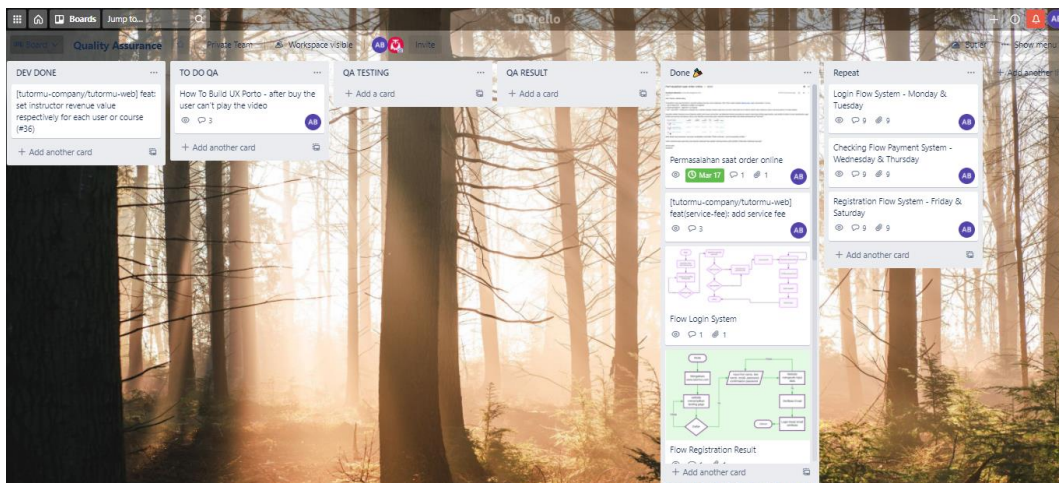 Boards
Jump to...
Trello
Board
Quality Assurance
Private Team
Workspace visible
AB
Invite
Butler
Show menu
DEV DONE
[tutormu-company/tutormu-web] feat:
set instructor revenue value
respectively for each user or course
(#36)
+ Add another card
TO DO QA
How To Build UX Porto - after buy the
user can't play the video
3
AB
+ Add another card
QA TESTING
+ Add a card
QA RESULT
+ Add a card
Done 🎉
Permasalahan saat order online
Mar 17
1
1
AB
[tutormu-company/tutormu-web]
feat(service-fee): add service fee
3
AB
Flow Login System
1
1
Flow Registration Result
+ Add another card
Repeat
Login Flow System - Monday &
Tuesday
9
9
AB
Checking Flow Payment System -
Wednesday & Thursday
9
9
AB
Registration Flow System - Friday &
Saturday
9
9
AB
+ Add another card
+ Add another